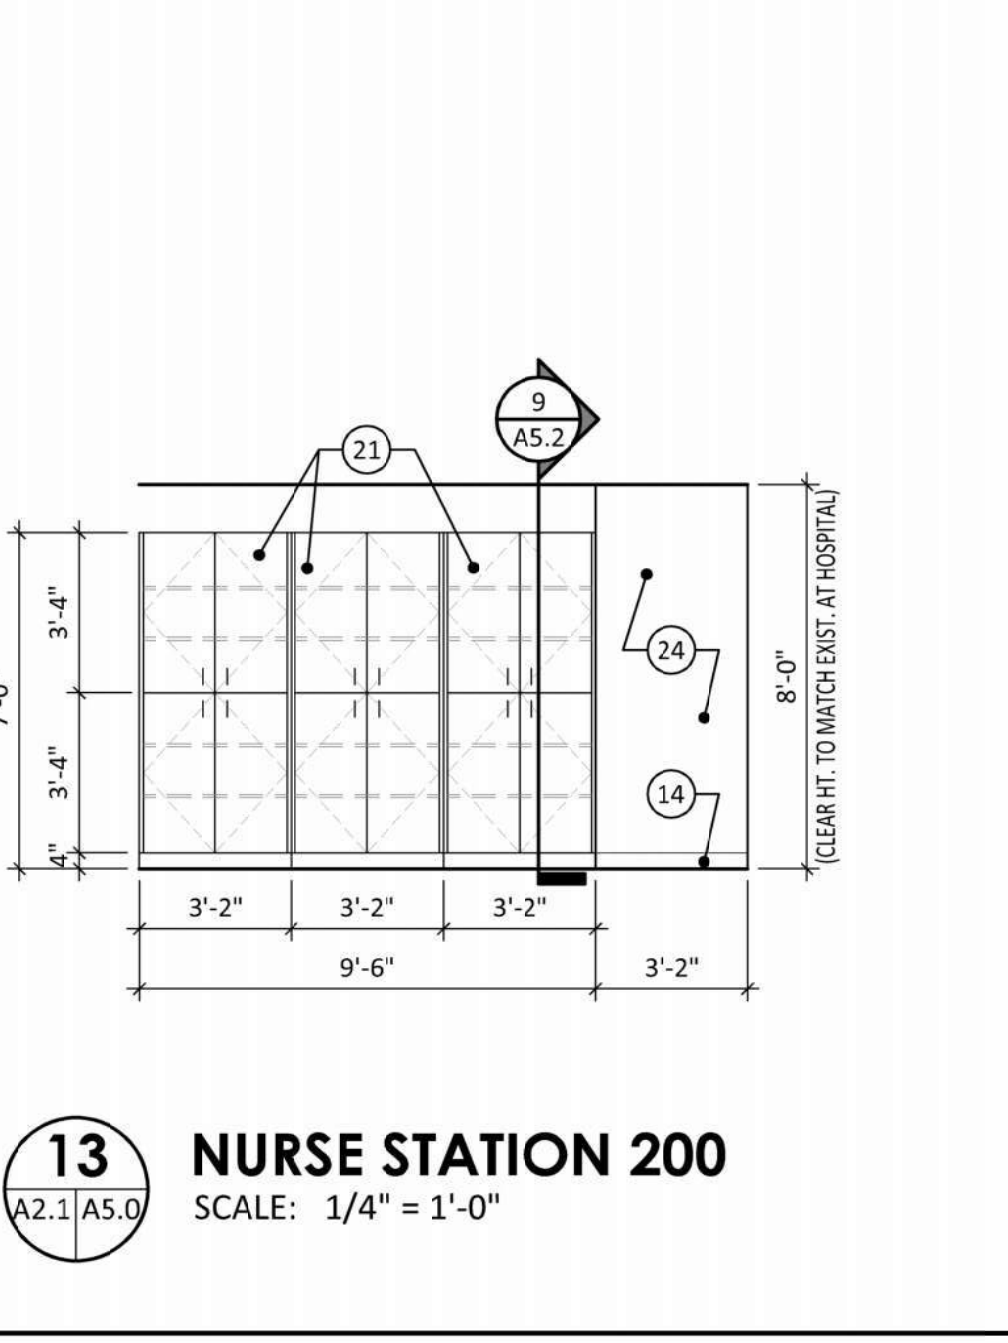 9
A5.2
21
3'-4"
24
8'-0"
(CLEAR HT. TO MATCH EXIST. AT HOSPITAL)
3'-4"
14
4"
3'-2"
3'-2"
3'-2"
9'-6"
3'-2"
13
A2.1
A5.0
NURSE STATION 200
SCALE: 1/4" = 1'-0"